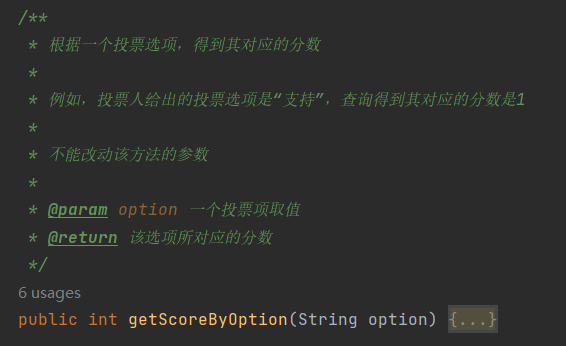 /**
 * 根据一个投票选项，得到其对应的分数
 *
 * 例如，投票人给出的投票选项是“支持”，查询得到其对应的分数是1
 *
 * 不能改动该方法的参数
 *
 * @param option 一个投票项取值
 * @return 该选项所对应的分数
 */
6 usages
public int getScoreByOption(String option) {...}